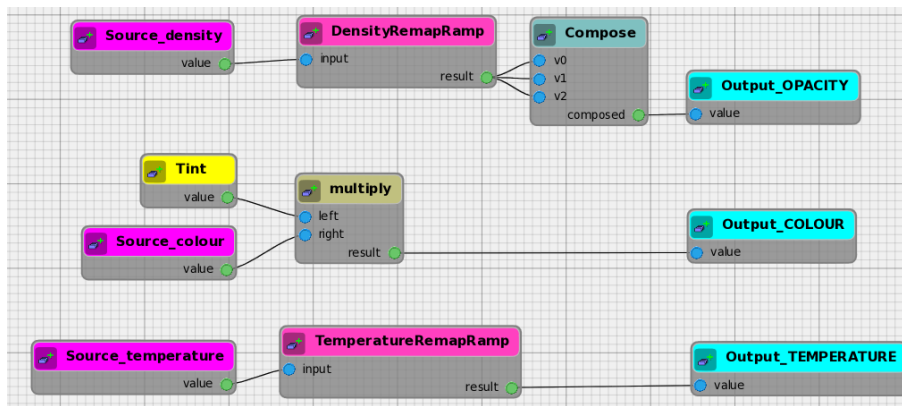 Source_density
value
DensityRemapRamp
input
result
Compose
v0
v1
v2
composed
Output_OPACITY
value
Tint
value
multiply
left
right
result
Source_colour
value
Output_COLOUR
value
Source_temperature
value
TemperatureRemapRamp
input
result
Output_TEMPERATURE
value